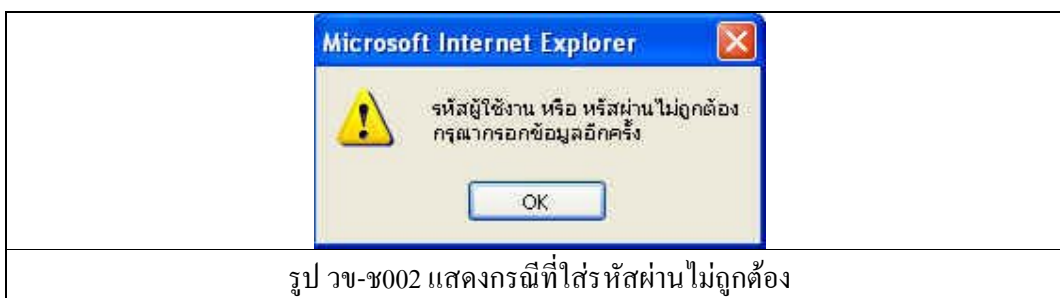 Microsoft Internet Explorer
รหัสผู้ใช้งาน หรือ หรัสผ่านไม่ถูกต้อง
กรุณากรอกข้อมูลอีกครั้ง
OK
รูป วข-ช002 แสดงกรณีที่ใส่รหัสผ่านไม่ถูกต้อง